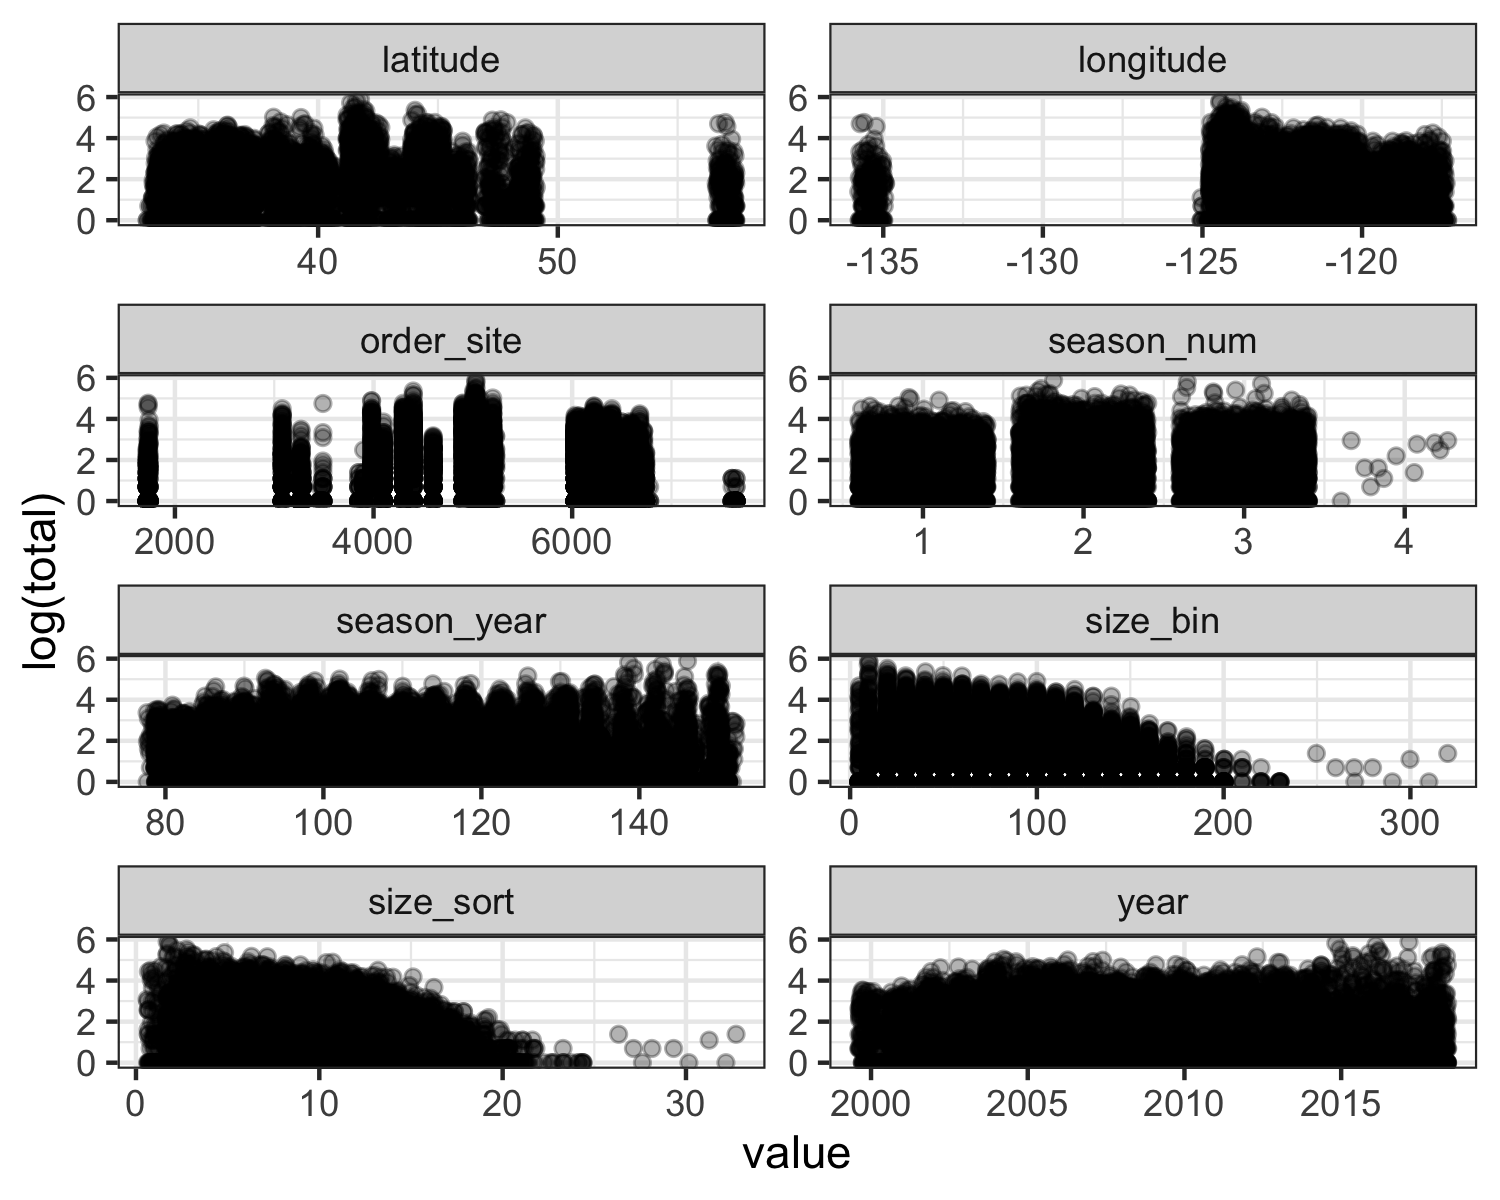 latitude longitude
6 6
4 4
2 2
0 0
40 50 -135 -130 -125 -120
order_site season_num
6 6
4 4
2 2
0 0
2000 4000 6000 1 2 3 4
log(total)
season_year size_bin
6 6
4 4
2 2
0 0
80 100 120 140 0 100 200 300
size_sort year
6 6
4 4
2 2
0 0
0 10 20 30 2000 2005 2010 2015
value